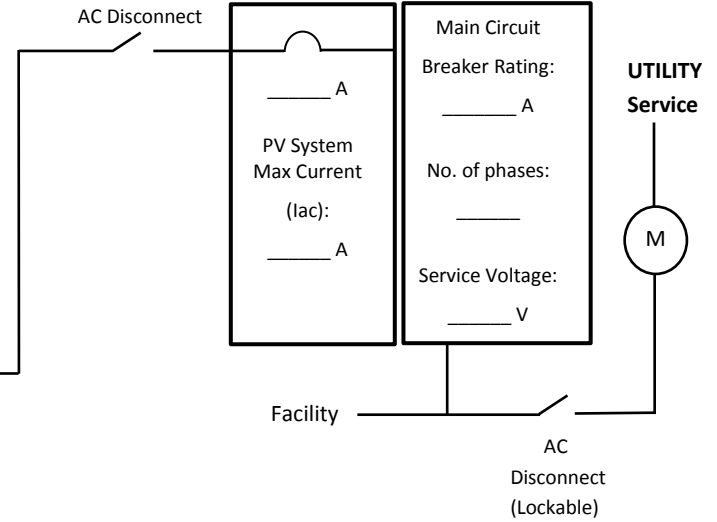 AC Disconnect
______ A
PV System
Max Current
(Iac):
______ A
Main Circuit
Breaker Rating:
_______ A
No. of phases:
______
Service Voltage:
______ V
UTILITY
Service
M
Facility
AC
Disconnect
(Lockable)